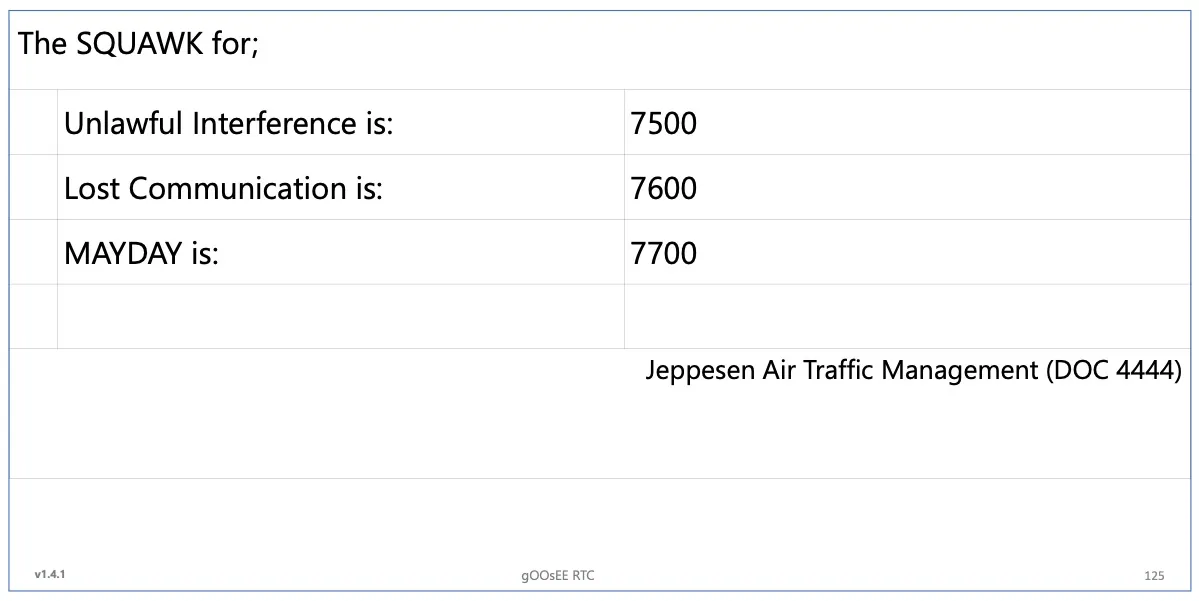 The SQUAWK for;
Unlawful Interference is: 7500
Lost Communication is: 7600
MAYDAY is: 7700
Jeppesen Air Traffic Management (DOC 4444)
v1.4.1 gOOsEE RTC 125